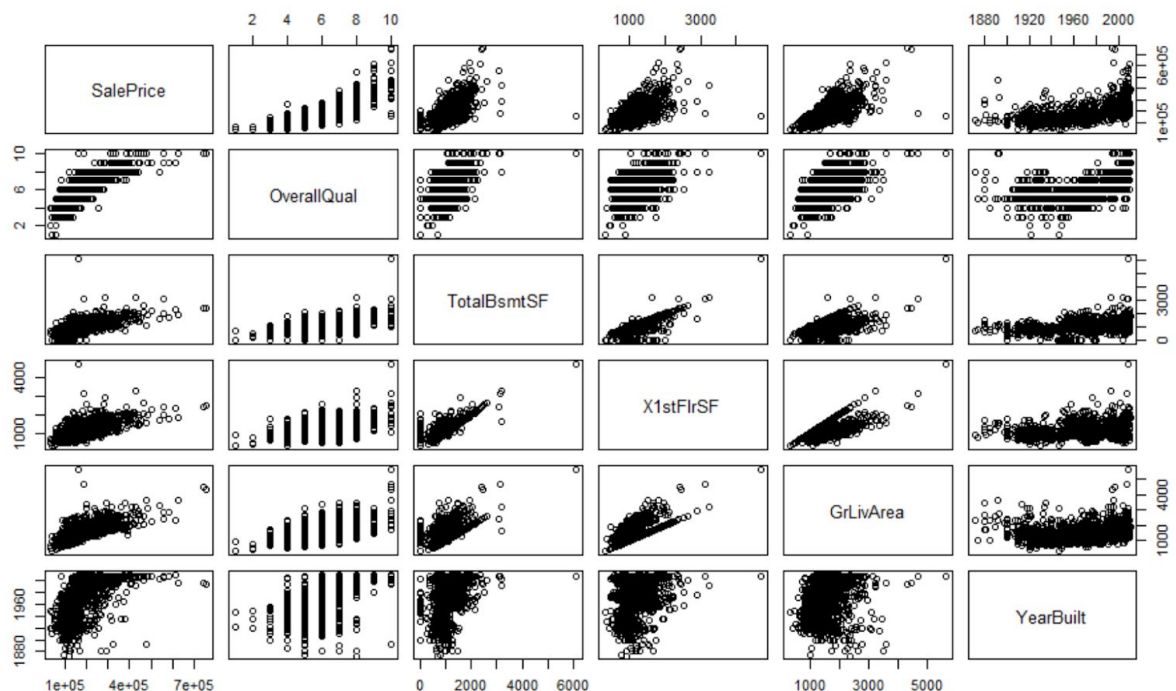 2 4 6 8 10 1000 3000 1880 1920 1960 2000
SalePrice 1e+05 6e+05
2 6 10 OverallQual
TotalBsmtSF 0 3000
1000 4000 X1stFlrSF
GrLivArea 1000 4000
1880 1960 YearBuilt
1e+05 4e+05 7e+05 0 2000 4000 6000 1000 3000 5000